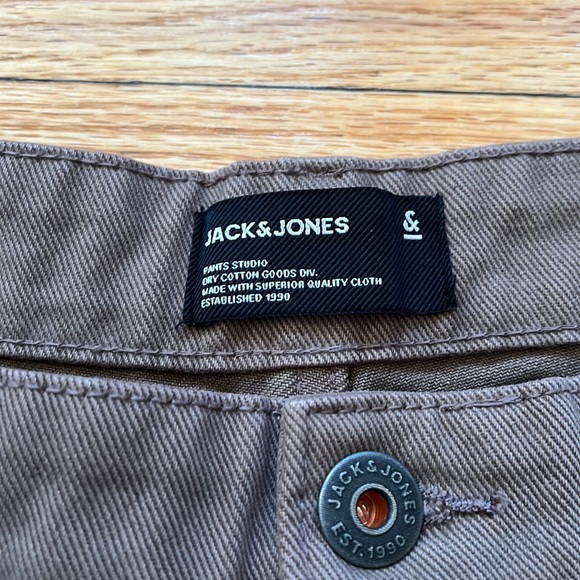 JACK&JONES &
PANTS STUDIO
DRY COTTON GOODS DIV.
MADE WITH SUPERIOR QUALITY CLOTH
ESTABLISHED 1990
JACK&JONES
EST. 1990